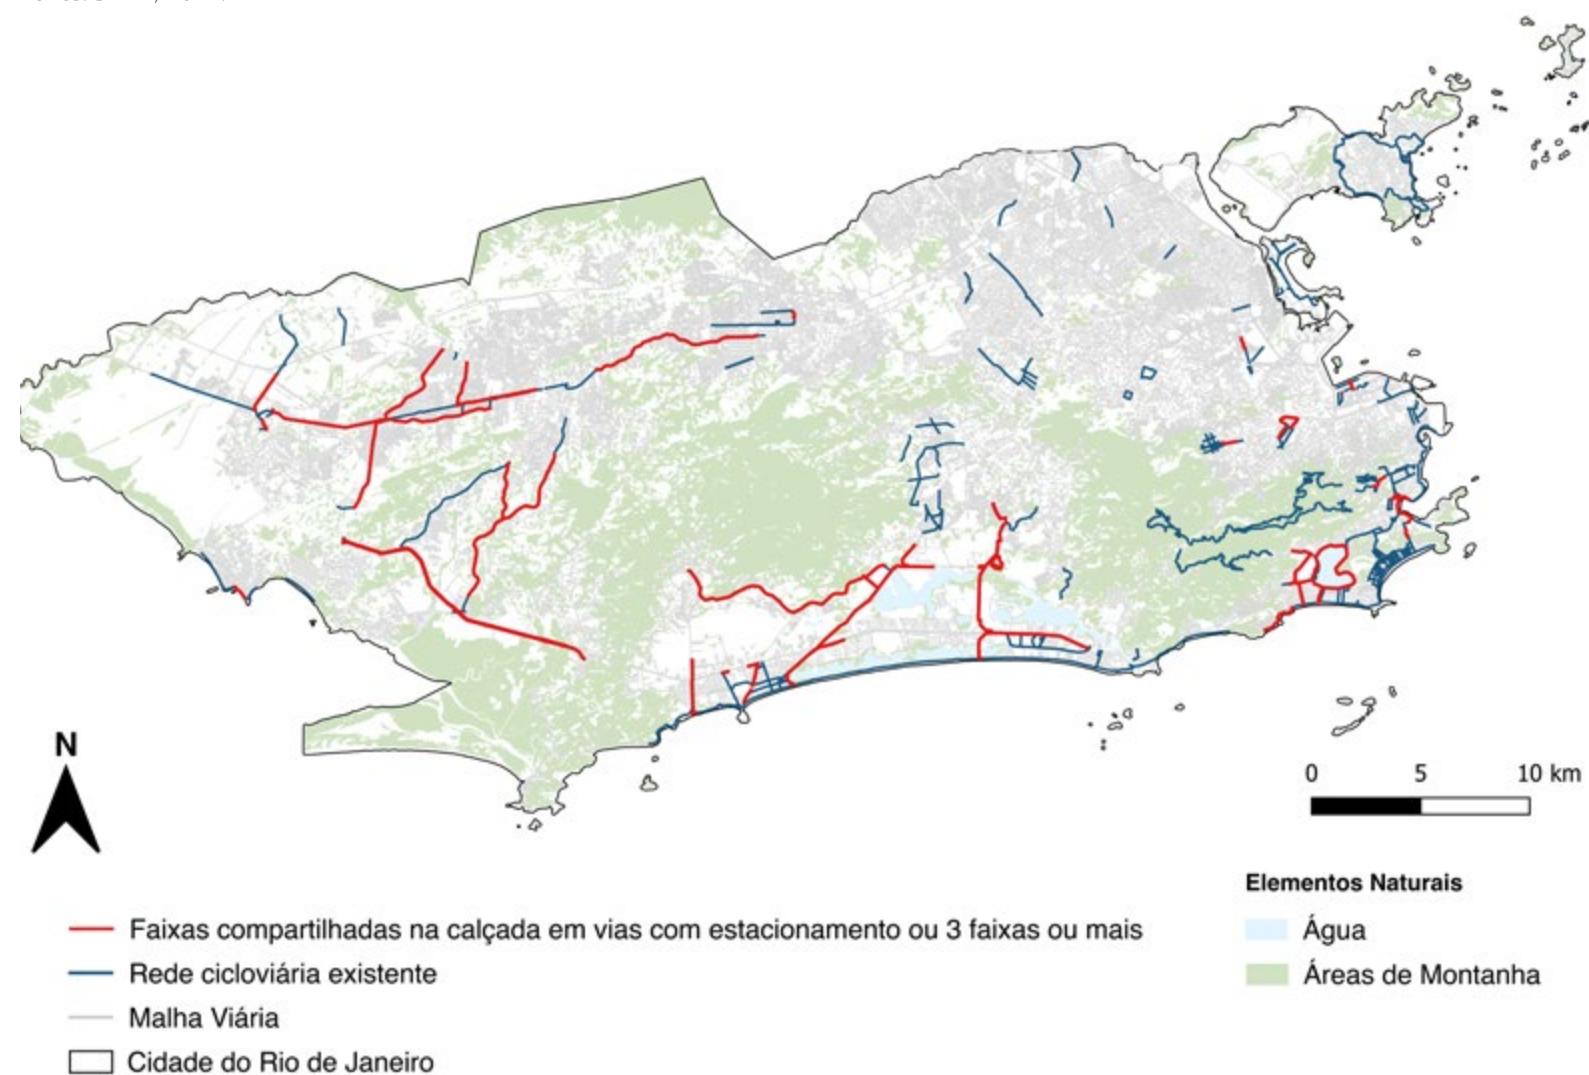 N
0 5 10 km
Elementos Naturais
Água
Áreas de Montanha
Faixas compartilhadas na calçada em vias com estacionamento ou 3 faixas ou mais
Rede cicloviária existente
Malha Viária
Cidade do Rio de Janeiro